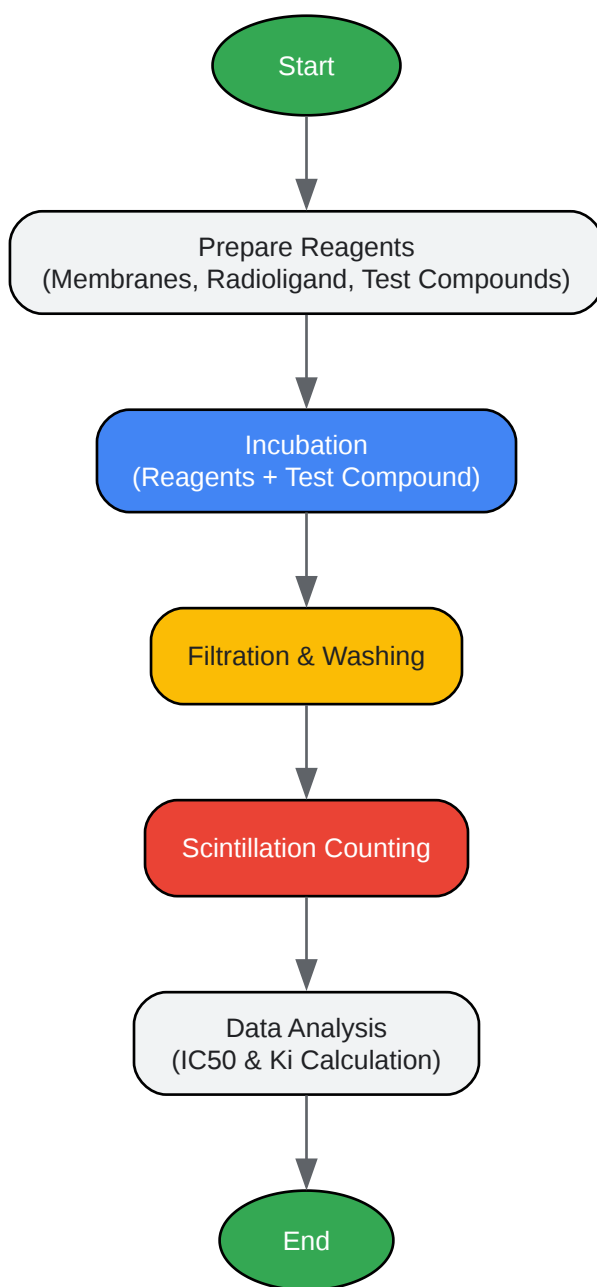 Start
Prepare Reagents
(Membranes, Radioligand, Test Compounds)
Incubation
(Reagents + Test Compound)
Filtration & Washing
Scintillation Counting
Data Analysis
(IC50 & Ki Calculation)
End